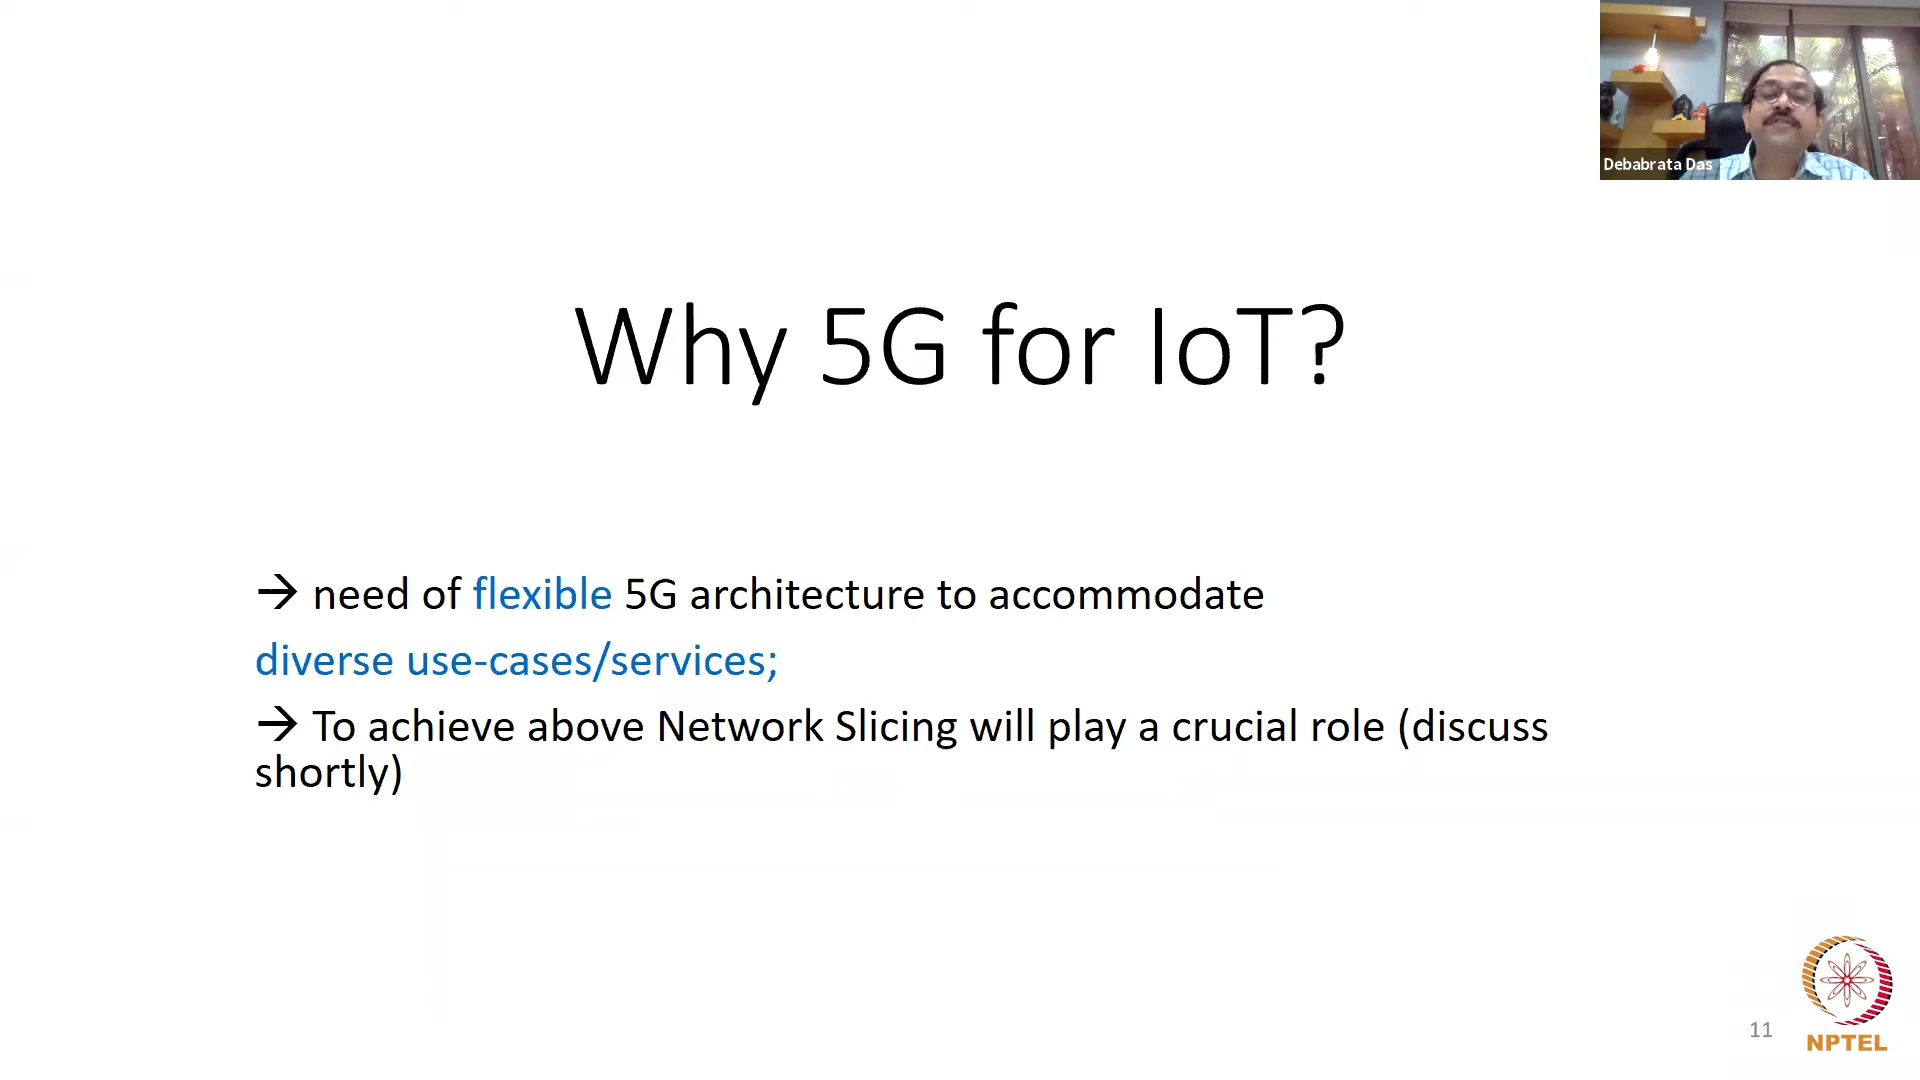 Debabrata Das
Why 5G for IoT?
→ need of flexible 5G architecture to accommodate
diverse use-cases/services;
→ To achieve above Network Slicing will play a crucial role (discuss
shortly)
11
NPTEL